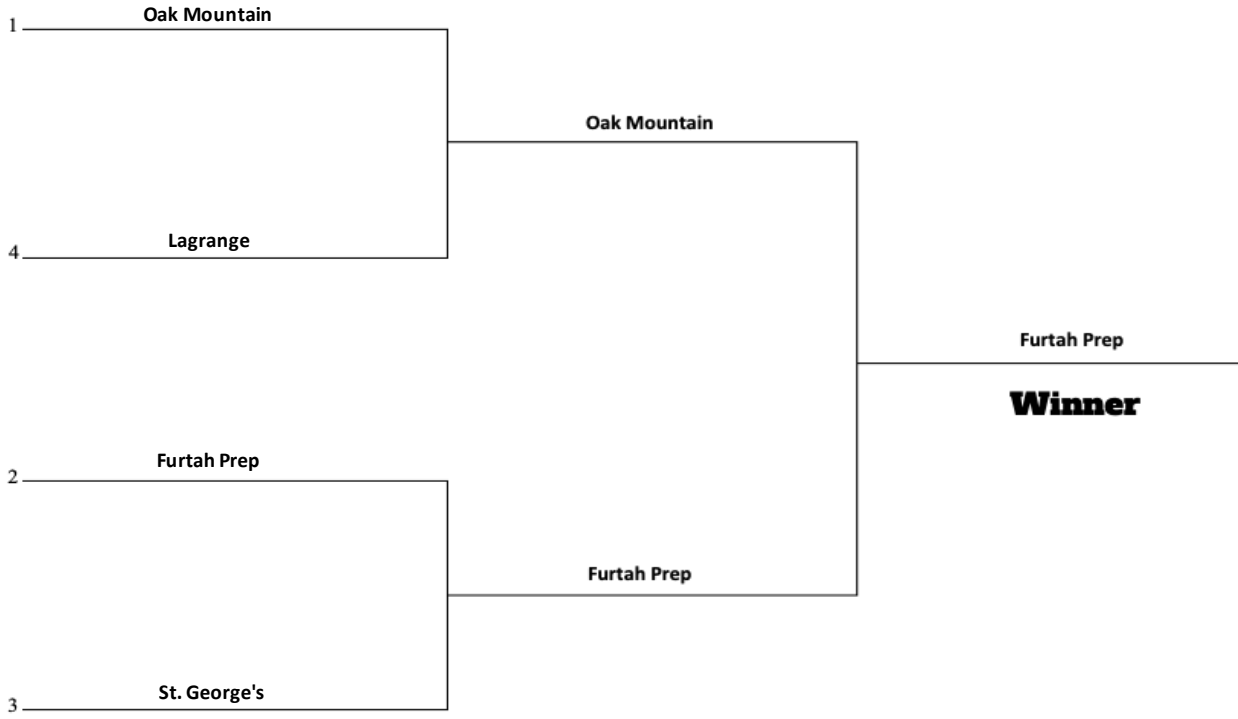 Oak Mountain
1
Oak Mountain
Lagrange
4
Furtah Prep
Winner
Furtah Prep
2
Furtah Prep
St. George's
3